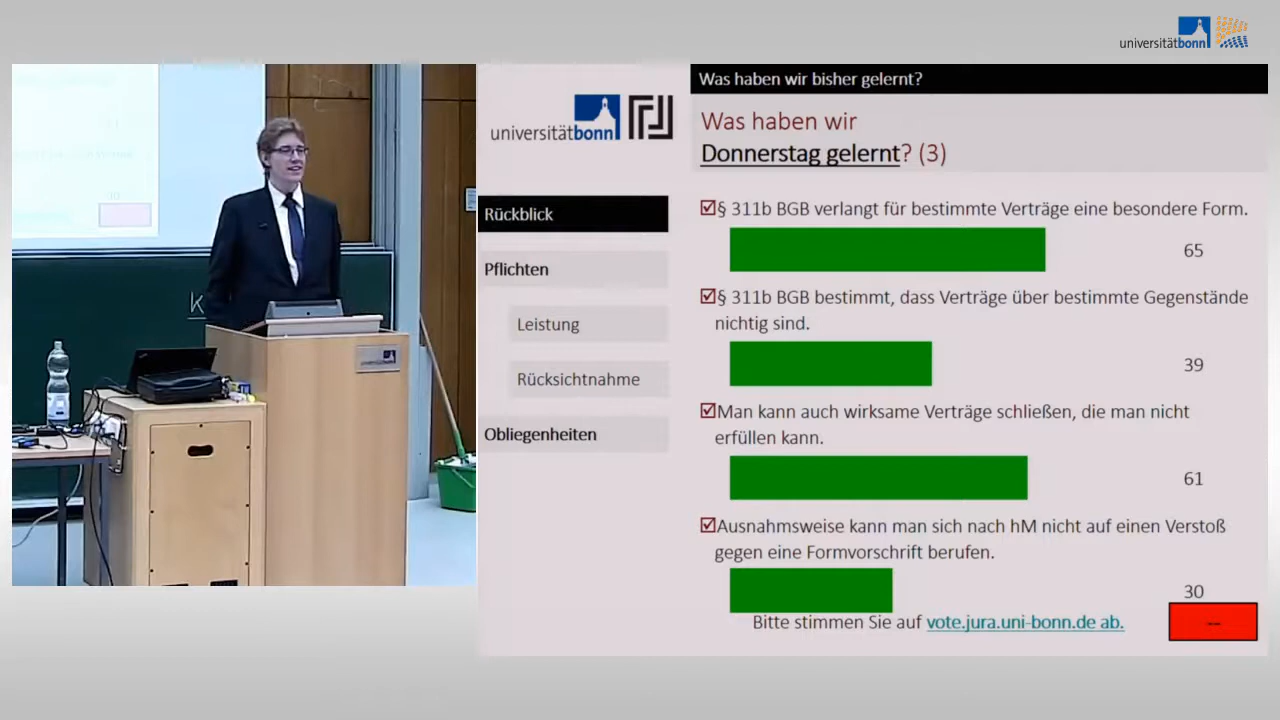 universitätbonn
Was haben wir bisher gelernt?
universitätbonn
Was haben wir
Donnerstag gelernt? (3)
Rückblick
Pflichten
Leistung
Rücksichtnahme
Obliegenheiten
☑§ 311b BGB verlangt für bestimmte Verträge eine besondere Form.
65
☑§ 311b BGB bestimmt, dass Verträge über bestimmte Gegenstände
nichtig sind.
39
☑Man kann auch wirksame Verträge schließen, die man nicht
erfüllen kann.
61
☑Ausnahmsweise kann man sich nach hM nicht auf einen Verstoß
gegen eine Formvorschrift berufen.
30
Bitte stimmen Sie auf vote.jura.uni-bonn.de ab.
K
universitätbonn